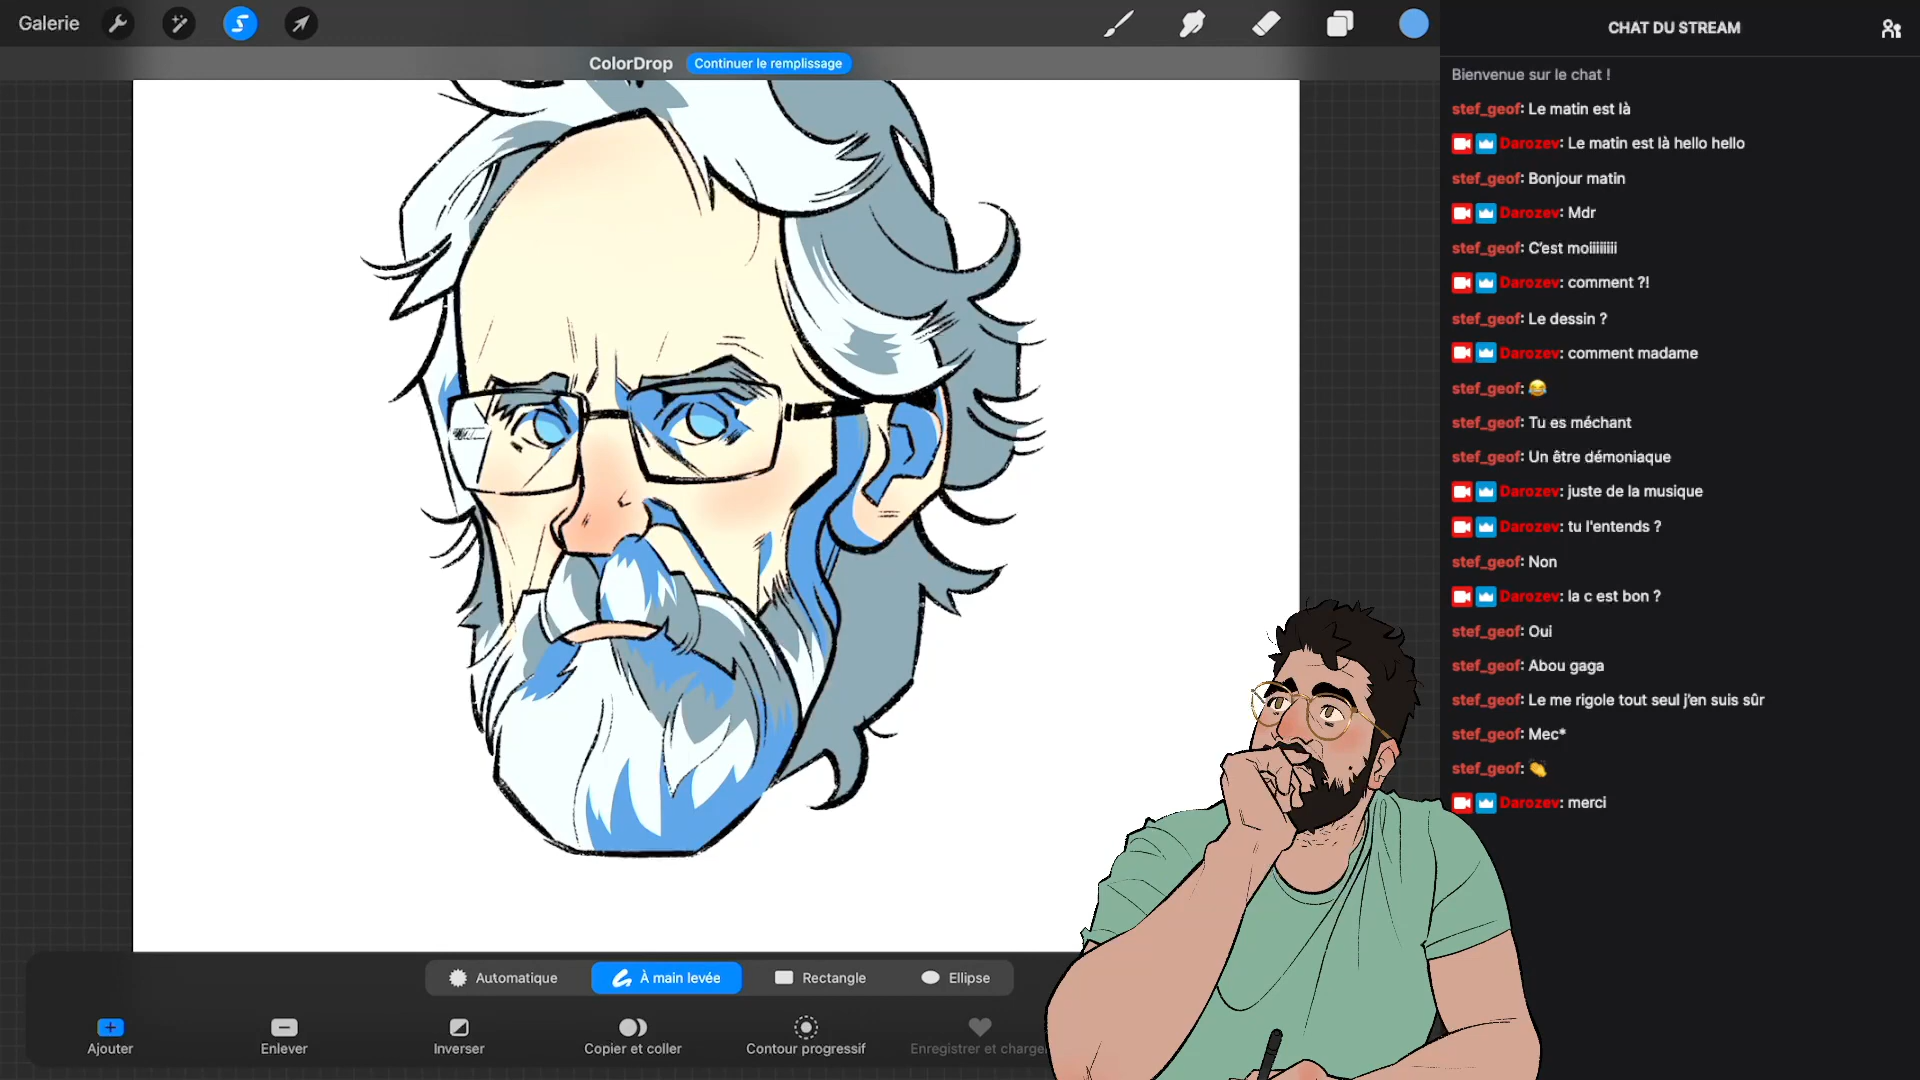 Galerie
ColorDrop
Continuer le remplissage
CHAT DU STREAM
Bienvenue sur le chat !
stef_geof: Le matin est là
Darozev: Le matin est là hello hello
stef_geof: Bonjour matin
Darozev: Mdr
stef_geof: C'est moiiiiiiiii
Darozev: comment ?!
stef_geof: Le dessin ?
Darozev: comment madame
stef_geof: 😂
stef_geof: Tu es méchant
stef_geof: Un être démoniaque
Darozev: juste de la musique
Darozev: tu l'entends ?
stef_geof: Non
Darozev: la c est bon ?
stef_geof: Oui
stef_geof: Abou gaga
stef_geof: Le me rigole tout seul j'en suis sûr
stef_geof: Mec*
stef_geof: 👏
Darozev: merci
Automatique
À main levée
Rectangle
Ellipse
Ajouter
Enlever
Inverser
Copier et coller
Contour progressif
Enregistrer et charger